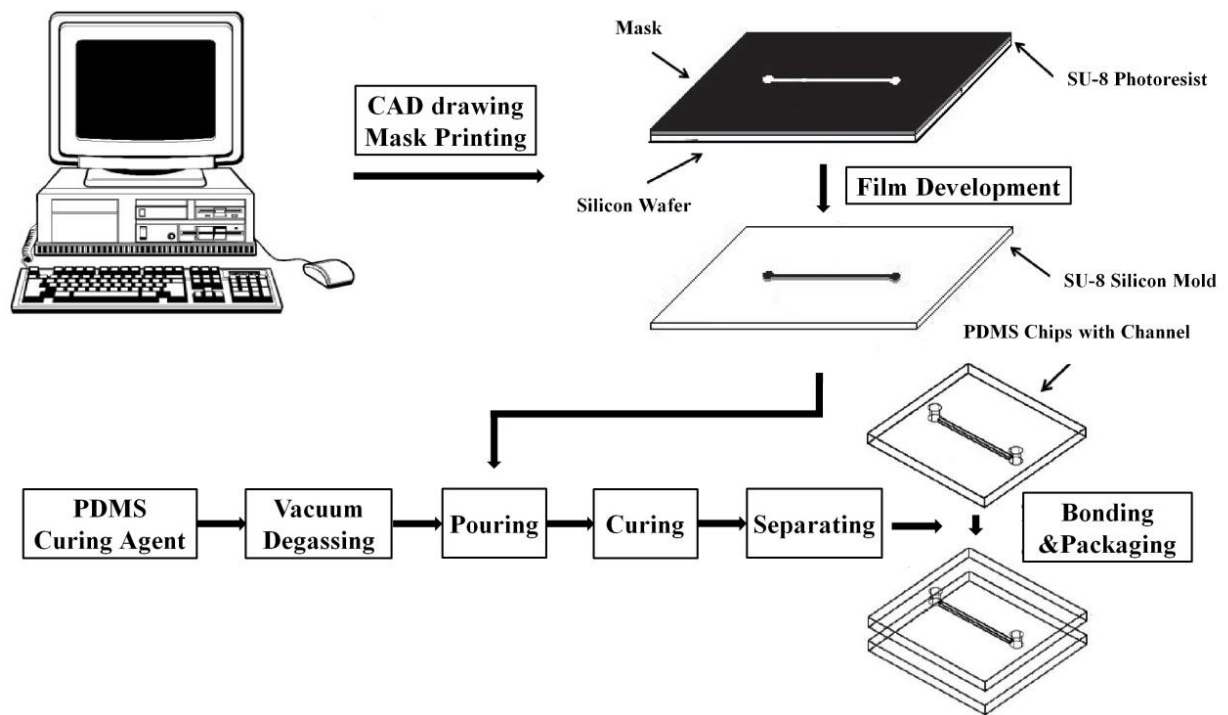 Mask
SU-8 Photoresist
CAD drawing
Mask Printing
Silicon Wafer
Film Development
SU-8 Silicon Mold
PDMS Chips with Channel
PDMS
Curing Agent
Vacuum
Degassing
Pouring
Curing
Separating
Bonding
&Packaging